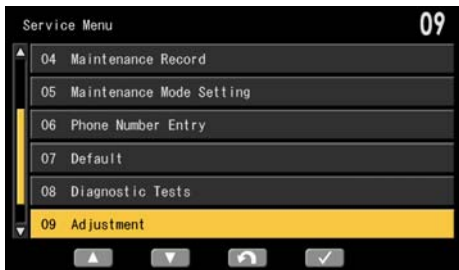 Service Menu 09
04 Maintenance Record
05 Maintenance Mode Setting
06 Phone Number Entry
07 Default
08 Diagnostic Tests
09 Adjustment